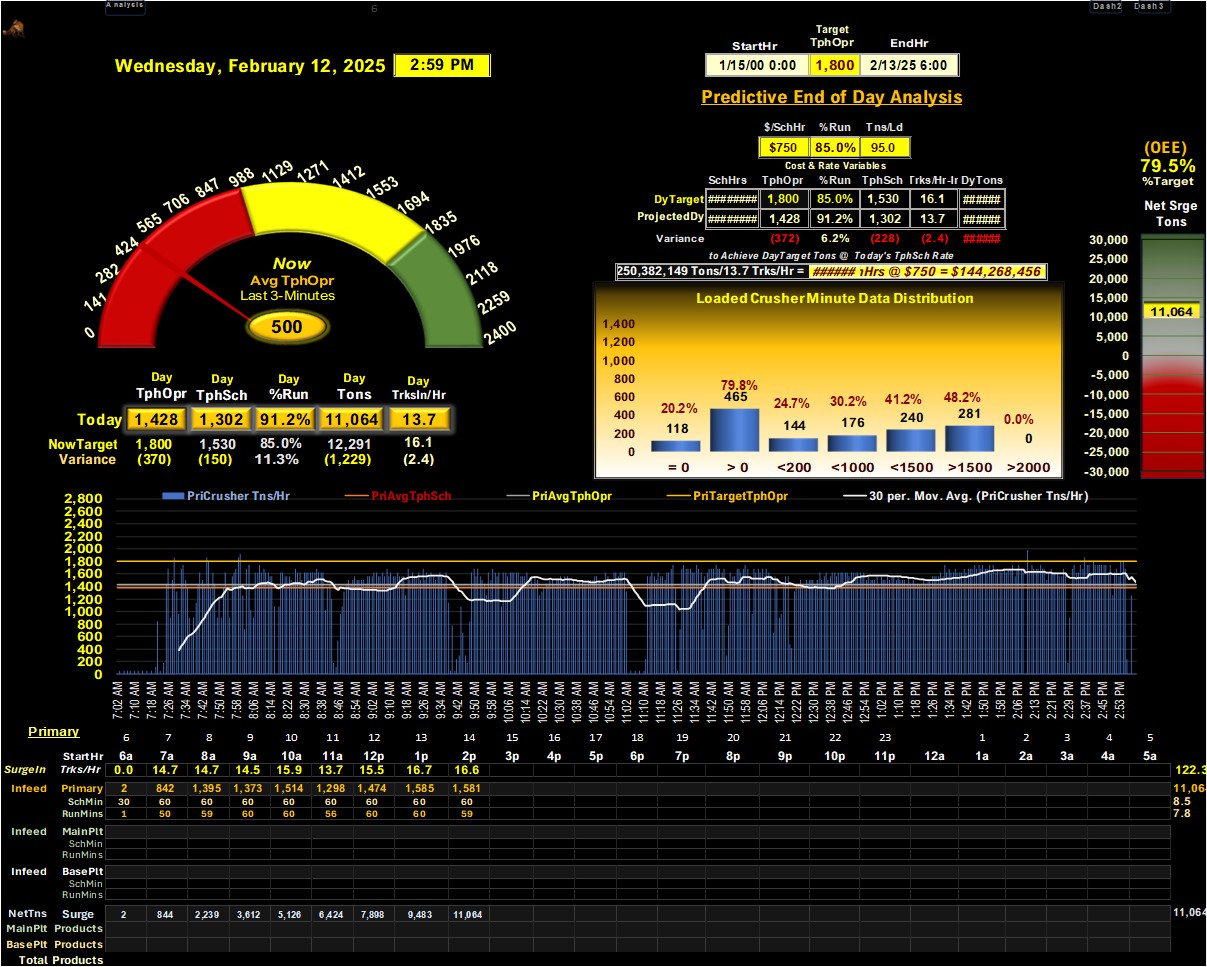 Analysis
6
Dash2 Dash3
Wednesday, February 12, 2025 2:59 PM
StartHr Target TphOpr EndHr
1/15/00 0:00 1,800 2/13/25 6:00
Predictive End of Day Analysis
$/SchHr %Run Tns/Ld
$750 85.0% 95.0
Cost & Rate Variables
SchHrs TphOpr %Run TphSch Trks/Hr-Ir DyTons
DyTarget ######## 1,800 85.0% 1,530 16.1 ######
ProjectedDy ######## 1,428 91.2% 1,302 13.7 ######
Variance (372) 6.2% (228) (2.4) ######
to Achieve DayTarget Tons @ Today's TphSch Rate
250,382,149 Tons/13.7 Trks/Hr = ###### Hrs @ $750 = $144,268,456
(OEE)
79.5%
%Target
Net Srge
Tons
30,000
25,000
20,000
15,000
11,064
10,000
5,000
0
-5,000
-10,000
-15,000
-20,000
-25,000
-30,000
0 141 282 424 565 706 847 988 1129 1271 1412 1553 1694 1835 1976 2118 2259 2400
Now
Avg TphOpr
Last 3-Minutes
500
Day Day Day Day Day
TphOpr TphSch %Run Tons TrksIn/Hr
Today 1,428 1,302 91.2% 11,064 13.7
NowTarget 1,800 1,530 85.0% 12,291 16.1
Variance (370) (150) 11.3% (1,229) (2.4)
Loaded Crusher Minute Data Distribution
1,400
1,200
1,000
800
600
400
200
0
20.2% 79.8% 24.7% 30.2% 41.2% 48.2% 0.0%
118 465 144 176 240 281 0
= 0 > 0 <200 <1000 <1500 >1500 >2000
PriCrusher Tns/Hr PriAvgTphSch PriAvgTphOpr PriTargetTphOpr 30 per. Mov. Avg. (PriCrusher Tns/Hr)
2,800
2,600
2,400
2,200
2,000
1,800
1,600
1,400
1,200
1,000
800
600
400
200
0
7:02 AM 7:10 AM 7:18 AM 7:26 AM 7:34 AM 7:42 AM 7:50 AM 7:58 AM 8:06 AM 8:14 AM 8:22 AM 8:30 AM 8:38 AM 8:46 AM 8:54 AM 9:02 AM 9:10 AM 9:18 AM 9:26 AM 9:34 AM 9:42 AM 9:50 AM 9:58 AM 10:06 AM 10:14 AM 10:22 AM 10:30 AM 10:38 AM 10:46 AM 10:54 AM 11:02 AM 11:10 AM 11:18 AM 11:26 AM 11:34 AM 11:42 AM 11:50 AM 11:58 AM 12:06 PM 12:14 PM 12:22 PM 12:30 PM 12:38 PM 12:46 PM 12:54 PM 1:02 PM 1:10 PM 1:18 PM 1:26 PM 1:34 PM 1:42 PM 1:50 PM 1:58 PM 2:06 PM 2:13 PM 2:21 PM 2:29 PM 2:37 PM 2:45 PM 2:53 PM
Primary
6 7 8 9 10 11 12 13 14 15 16 17 18 19 20 21 22 23 1 2 3 4 5
StartHr 6a 7a 8a 9a 10a 11a 12p 1p 2p 3p 4p 5p 6p 7p 8p 9p 10p 11p 12a 1a 2a 3a 4a 5a
SurgeIn Trks/Hr 0.0 14.7 14.7 14.5 15.9 13.7 15.5 16.7 16.6 122.3
Infeed Primary 2 842 1,395 1,373 1,514 1,298 1,474 1,585 1,581 11,06
SchMin 30 60 60 60 60 60 60 60 60 8.5
RunMins 1 50 59 60 60 56 60 60 59 7.8
Infeed MainPlt
SchMin
RunMins
Infeed BasePlt
SchMin
RunMins
NetTns Surge 2 844 2,239 3,612 5,126 6,424 7,898 9,483 11,064 11,064
MainPlt Products
BasePlt Products
Total Products